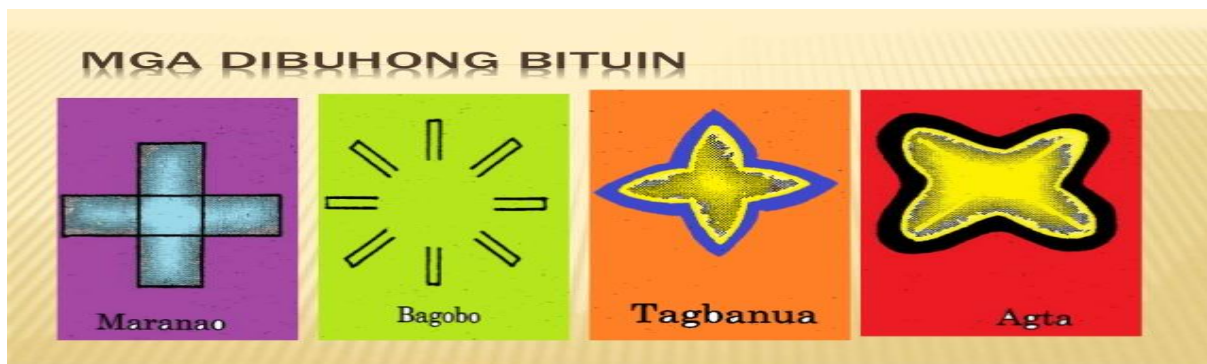 MGA DIBUHONG BITUIN
Maranao
Bagobo
Tagbanua
Agta